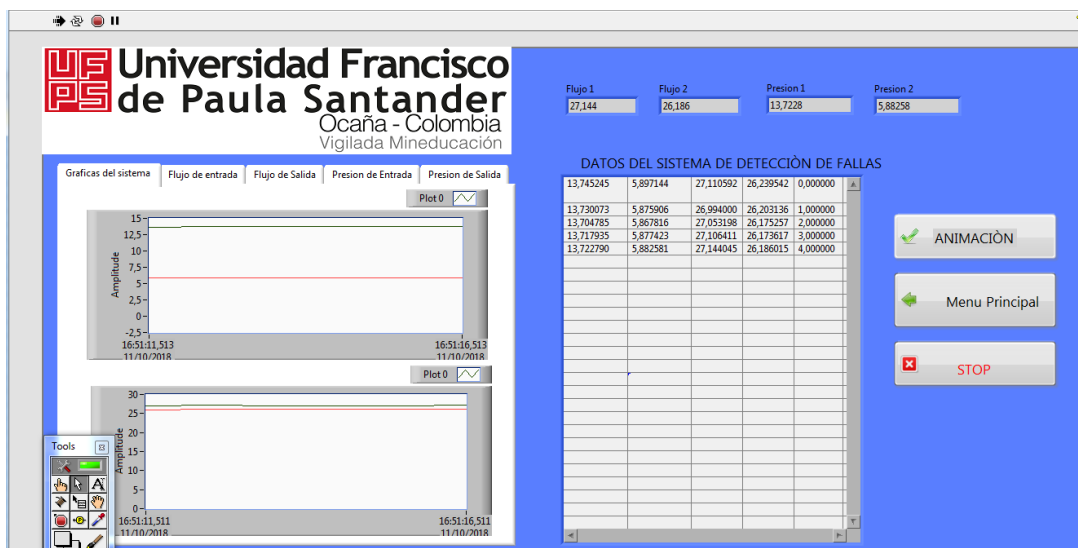 UFPS
Universidad Francisco
de Paula Santander
Ocaña - Colombia
Vigilada Mineducación
Flujo 1
Flujo 2
Presion 1
Presion 2
27,144
26,186
13,7228
5,88258
Graficas del sistema
Flujo de entrada
Flujo de Salida
Presion de Entrada
Presion de Salida
Plot 0
15
12,5
10
7,5
5
2,5
0
-2,5
Amplitude
16:51:11,513
11/10/2018
16:51:16,513
11/10/2018
Plot 0
30
25
20
15
10
5
0
Amplitude
16:51:11,511
11/10/2018
16:51:16,511
11/10/2018
Tools
DATOS DEL SISTEMA DE DETECCIÒN DE FALLAS
13,745245 5,897144 27,110592 26,239542 0,000000
13,730073 5,875906 26,994000 26,203136 1,000000
13,704785 5,867816 27,053198 26,175257 2,000000
13,717935 5,877423 27,106411 26,173617 3,000000
13,722790 5,882581 27,144045 26,186015 4,000000
ANIMACIÒN
Menu Principal
STOP